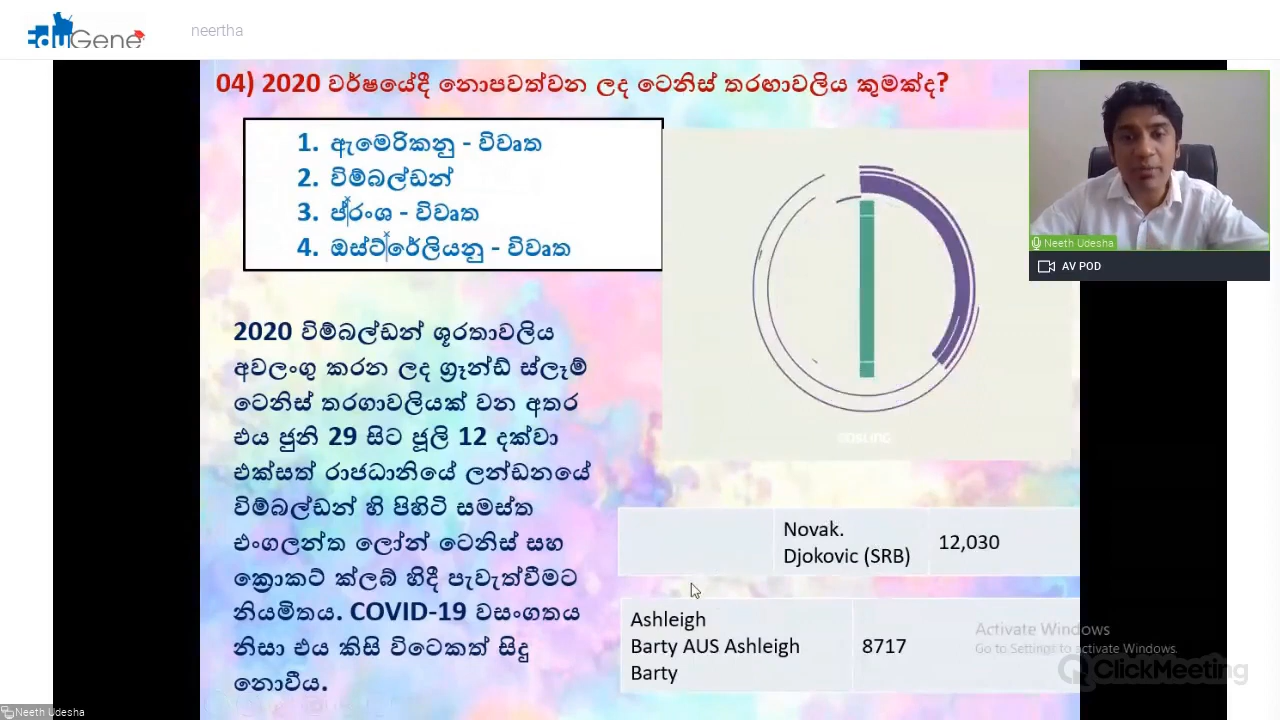 EduGene
neertha
04) 2020 වර්ෂයේදී නොපවත්වන ලද ටෙනිස් තරඟාවලිය කුමක්ද?
1. ඇමෙරිකනු - විවෘත
2. විම්බල්ඩන්
3. ප්‍රංශ - විවෘත
4. ඔස්ට්‍රේලියනු - විවෘත
2020 විම්බල්ඩන් ශූරතාවලිය
අවලංගු කරන ලද ග්‍රෑන්ඩ් ස්ලෑම්
ටෙනිස් තරගාවලියක් වන අතර
එය ජුනි 29 සිට ජූලි 12 දක්වා
එක්සත් රාජධානියේ ලන්ඩනයේ
විම්බල්ඩන් හි පිහිටි සමස්ත
එංගලන්ත ලෝන් ටෙනිස් සහ
ක්‍රොකට් ක්ලබ් හිදී පැවැත්වීමට
නියමිතය. COVID-19 වසංගතය
නිසා එය කිසි විටෙකත් සිදු
නොවීය.
Novak.
Djokovic (SRB)
12,030
Ashleigh
Barty AUS Ashleigh
Barty
8717
Neeth Udesha
AV POD
Activate Windows
Go to Settings to activate Windows.
ClickMeeting
Neeth Udesha